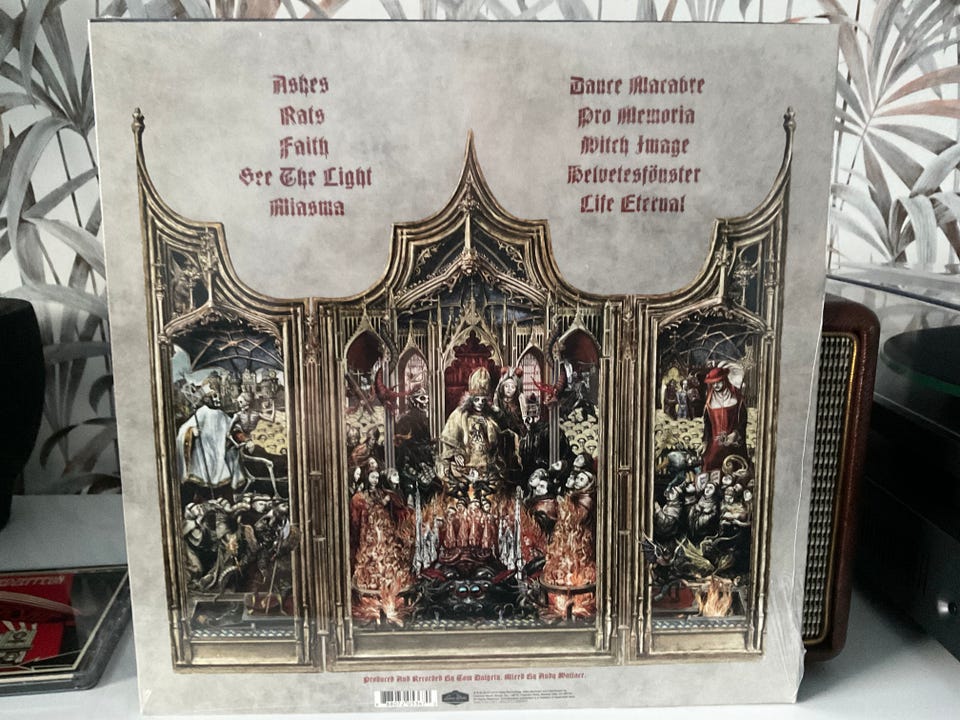 Ashes
Rats
Faith
See The Light
Miasma
Dance Macabre
Pro Memoria
Witch Image
Helvetesfönster
Life Eternal
Produced And Recorded By Tom Dalgety. Mixed By Andy Wallace.